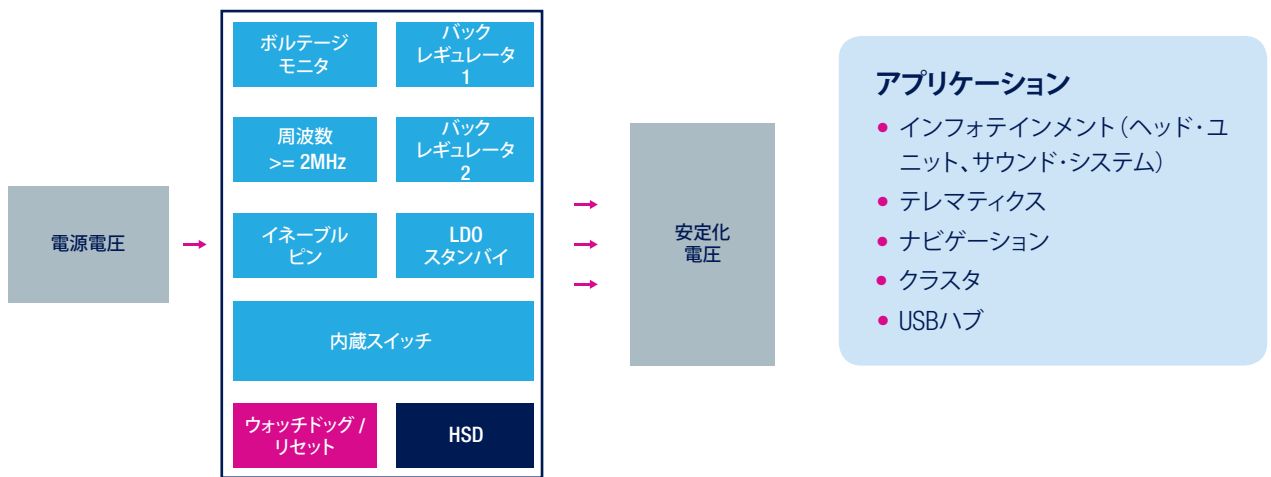 電源電圧
ボルテージ
モニタ
バック
レギュレータ
1
周波数
>= 2MHz
バック
レギュレータ
2
イネーブル
ピン
LDO
スタンバイ
内蔵スイッチ
ウォッチドッグ /
リセット
HSD
安定化
電圧
アプリケーション
• インフォテインメント（ヘッド・ユ
ニット、サウンド・システム）
• テレマティクス
• ナビゲーション
• クラスタ
• USBハブ